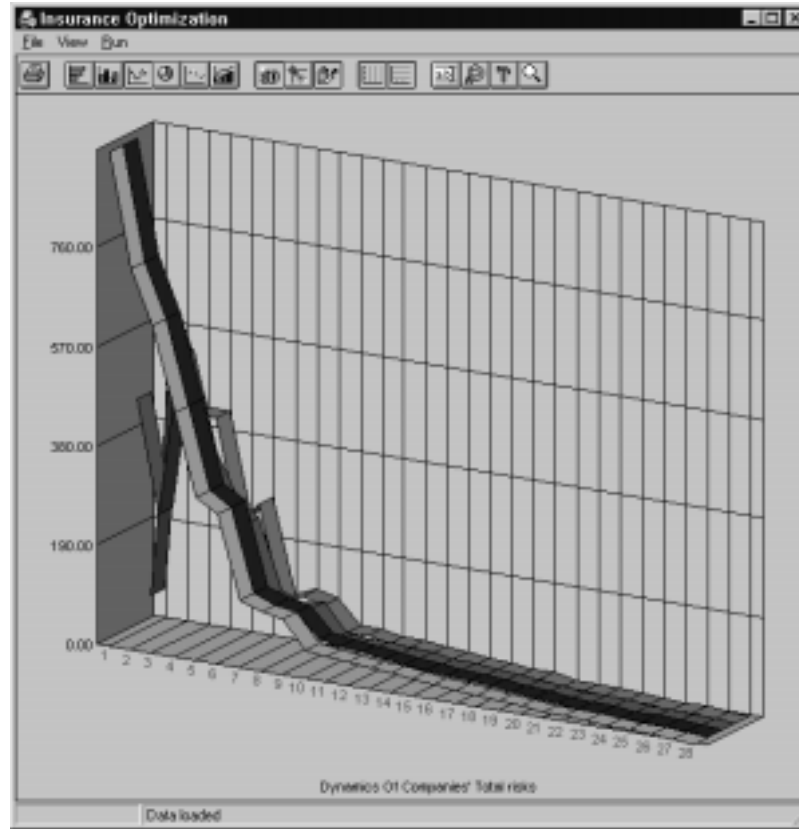 Insurance Optimization
File View Run
760.00
570.00
380.00
190.00
0.00
1 2 3 4 5 6 7 8 9 10 11 12 13 14 15 16 17 18 19 20 21 22 23 24 25 26 27 28
Dynamics Of Companies' Total risks
Data loaded